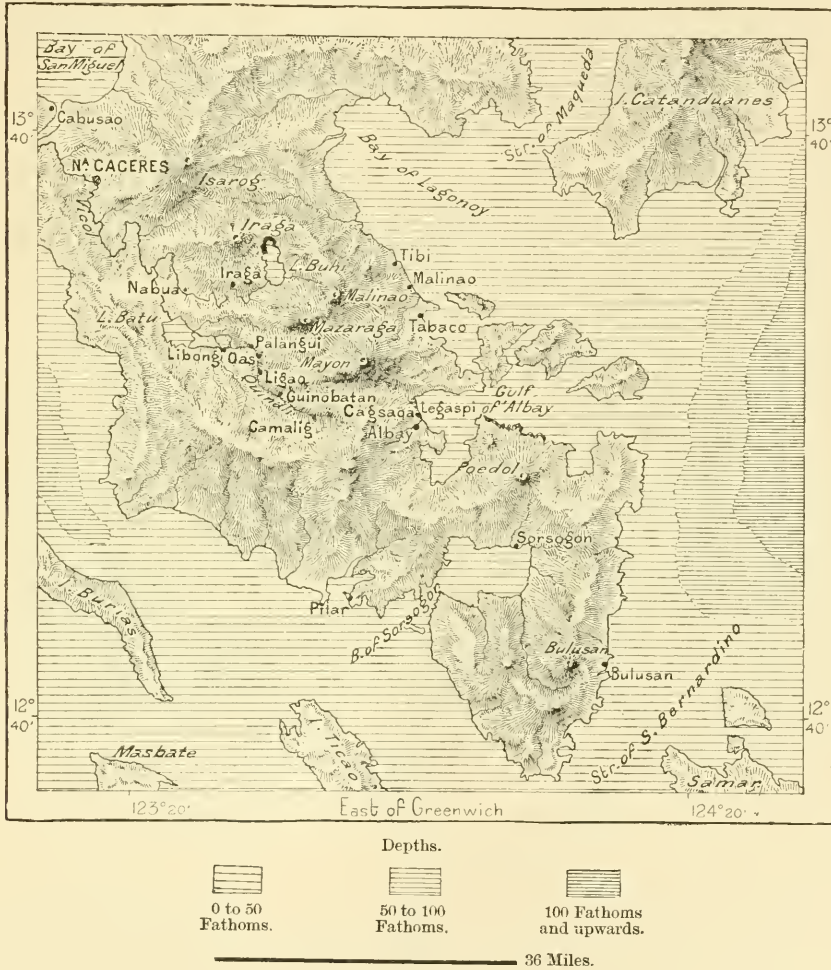 Bay of
San Miguel
Cabusao
13°
40'
13°
40'
Str. of Maqueda
I. Catanduanes
Nª CACERES
Isarog
R. Vicol
Bay of Lagonoy
Iraga
Iraga
L. Buhi
Tibi
Malinao
Nabua
Malinao
L. Batu
Mazaraga
Tabaco
Palangui
Libong
Oas
Mayon
Ligao
Quinali
Guinobatan
Gulf
of Albay
Cagsaqa
Legaspi
Camalig
Albay
Poedol
Sorsogon
Pilar
I. Burias
B. of Sorsogon
Bulusan
Bulusan
12°
40'
12°
40'
Str. of S. Bernardino
Masbate
I. Ticao
Samar
123°20'
East of Greenwich
124°20'
Depths.
0 to 50
Fathoms.
50 to 100
Fathoms.
100 Fathoms
and upwards.
36 Miles.